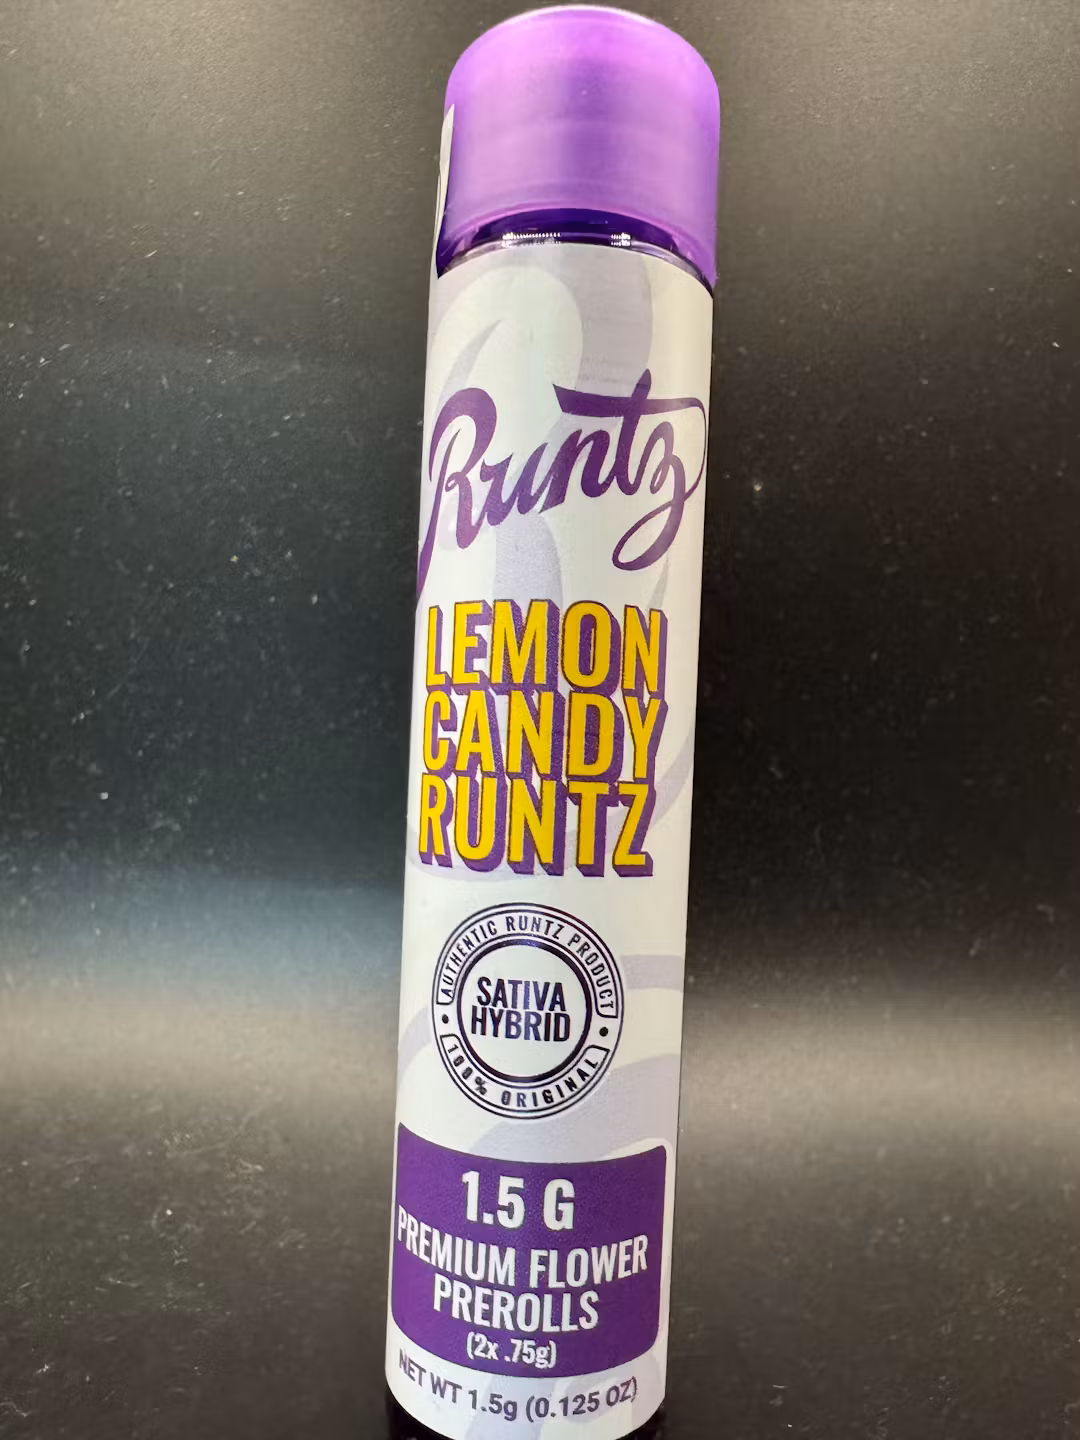 Runtz
LEMON
CANDY
RUNTZ
AUTHENTIC RUNTZ PRODUCT
SATIVA
HYBRID
100% ORIGINAL
1.5 G
PREMIUM FLOWER
PREROLLS
(2x .75g)
NET WT 1.5g (0.125 OZ)